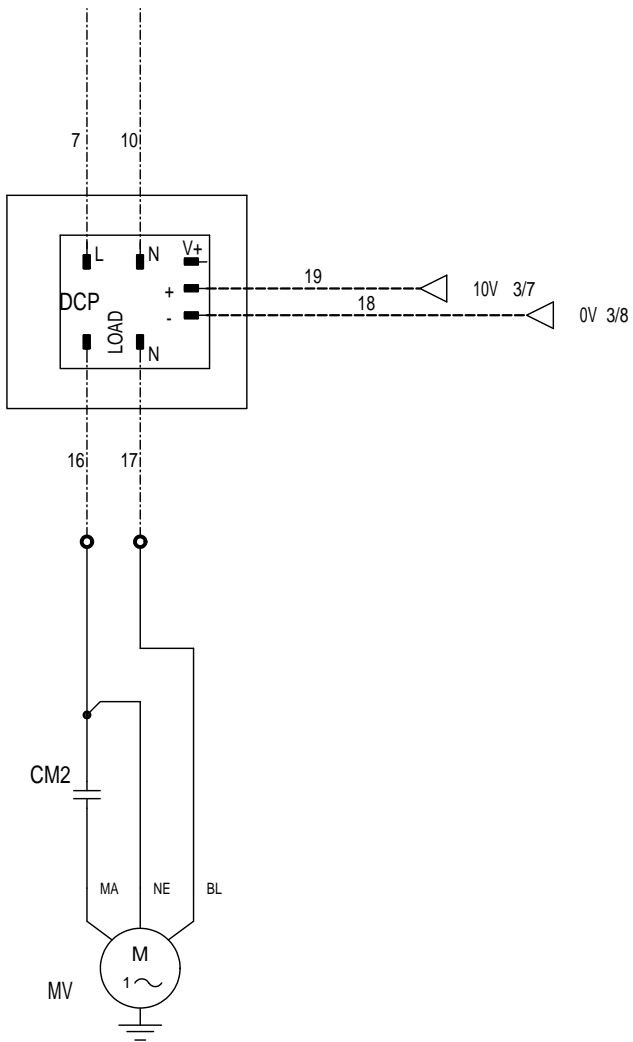 7 10
L N V+
DCP
LOAD
+
-
N
19
10V 3/7
18
0V 3/8
16 17
CM2
MA NE BL
M
1~
MV